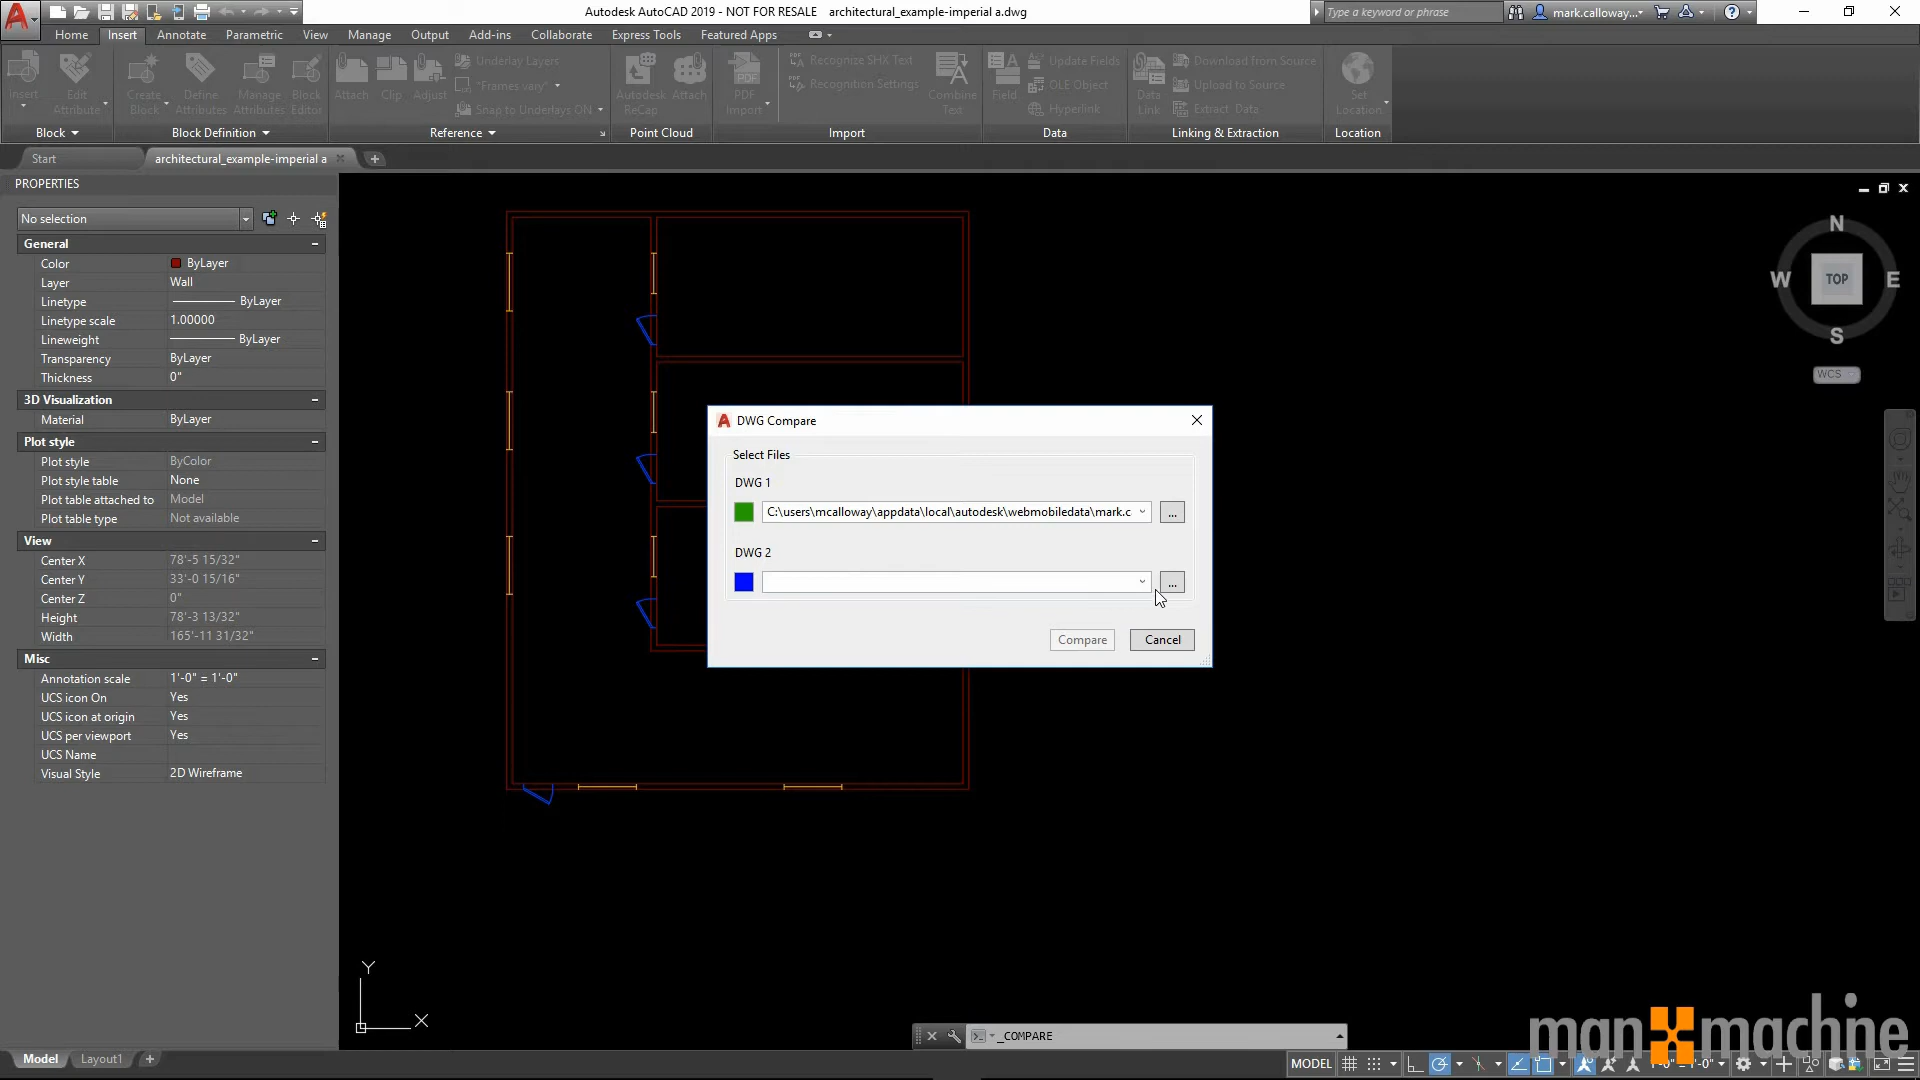 Autodesk AutoCAD 2019 - NOT FOR RESALE architectural_example-imperial a.dwg
Type a keyword or phrase
mark.calloway...
Home Insert Annotate Parametric View Manage Output Add-ins Collaborate Express Tools Featured Apps
Insert
Edit Attribute
Create Block
Define Attributes
Manage Attributes
Block Editor
Attach
Clip
Adjust
Underlay Layers
*Frames vary*
Snap to Underlays ON
Autodesk ReCap
Attach
PDF Import
Recognize SHX Text
Recognition Settings
Combine Text
Field
Update Fields
OLE Object
Hyperlink
Data Link
Download from Source
Upload to Source
Extract Data
Set Location
Block
Block Definition
Reference
Point Cloud
Import
Data
Linking & Extraction
Location
Start
architectural_example-imperial a
PROPERTIES
No selection
General
Color ByLayer
Layer Wall
Linetype ByLayer
Linetype scale 1.00000
Lineweight ByLayer
Transparency ByLayer
Thickness 0"
3D Visualization
Material ByLayer
Plot style
Plot style ByColor
Plot style table None
Plot table attached to Model
Plot table type Not available
View
Center X 78'-5 15/32"
Center Y 33'-0 15/16"
Center Z 0"
Height 78'-3 13/32"
Width 165'-11 31/32"
Misc
Annotation scale 1'-0" = 1'-0"
UCS icon On Yes
UCS icon at origin Yes
UCS per viewport Yes
UCS Name
Visual Style 2D Wireframe
N
W TOP E
S
WCS
DWG Compare
Select Files
DWG 1
C:\users\mcalloway\appdata\local\autodesk\webmobiledata\mark.c
...
DWG 2
...
Compare Cancel
Y
X
_COMPARE
man machine
Model Layout1
MODEL